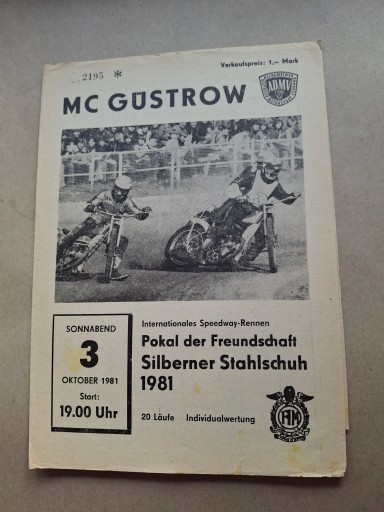 2195 *
Verkaufspreis: 1,– Mark
MC GÜSTROW
ADMV
SONNABEND
3
OKTOBER 1981
Start:
19.00 Uhr
Internationales Speedway-Rennen
Pokal der Freundschaft
Silberner Stahlschuh
1981
20 Läufe Individualwertung